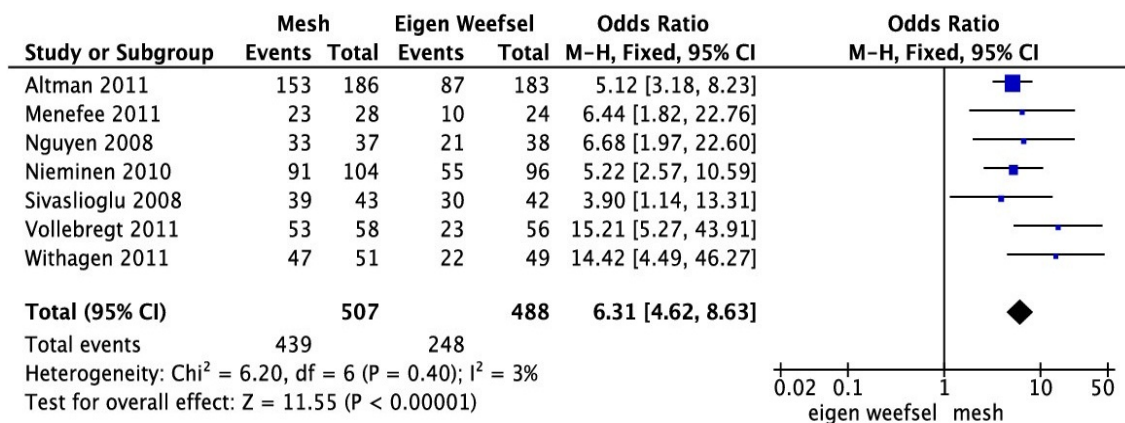 Mesh Eigen Weefsel Odds Ratio Odds Ratio
Study or Subgroup Events Total Events Total M-H, Fixed, 95% CI M-H, Fixed, 95% CI
Altman 2011 153 186 87 183 5.12 [3.18, 8.23]
Menefee 2011 23 28 10 24 6.44 [1.82, 22.76]
Nguyen 2008 33 37 21 38 6.68 [1.97, 22.60]
Nieminen 2010 91 104 55 96 5.22 [2.57, 10.59]
Sivaslioglu 2008 39 43 30 42 3.90 [1.14, 13.31]
Vollebregt 2011 53 58 23 56 15.21 [5.27, 43.91]
Withagen 2011 47 51 22 49 14.42 [4.49, 46.27]
Total (95% CI) 507 488 6.31 [4.62, 8.63]
Total events 439 248
Heterogeneity: Chi² = 6.20, df = 6 (P = 0.40); I² = 3%
Test for overall effect: Z = 11.55 (P < 0.00001)
0.02 0.1 1 10 50
eigen weefsel mesh